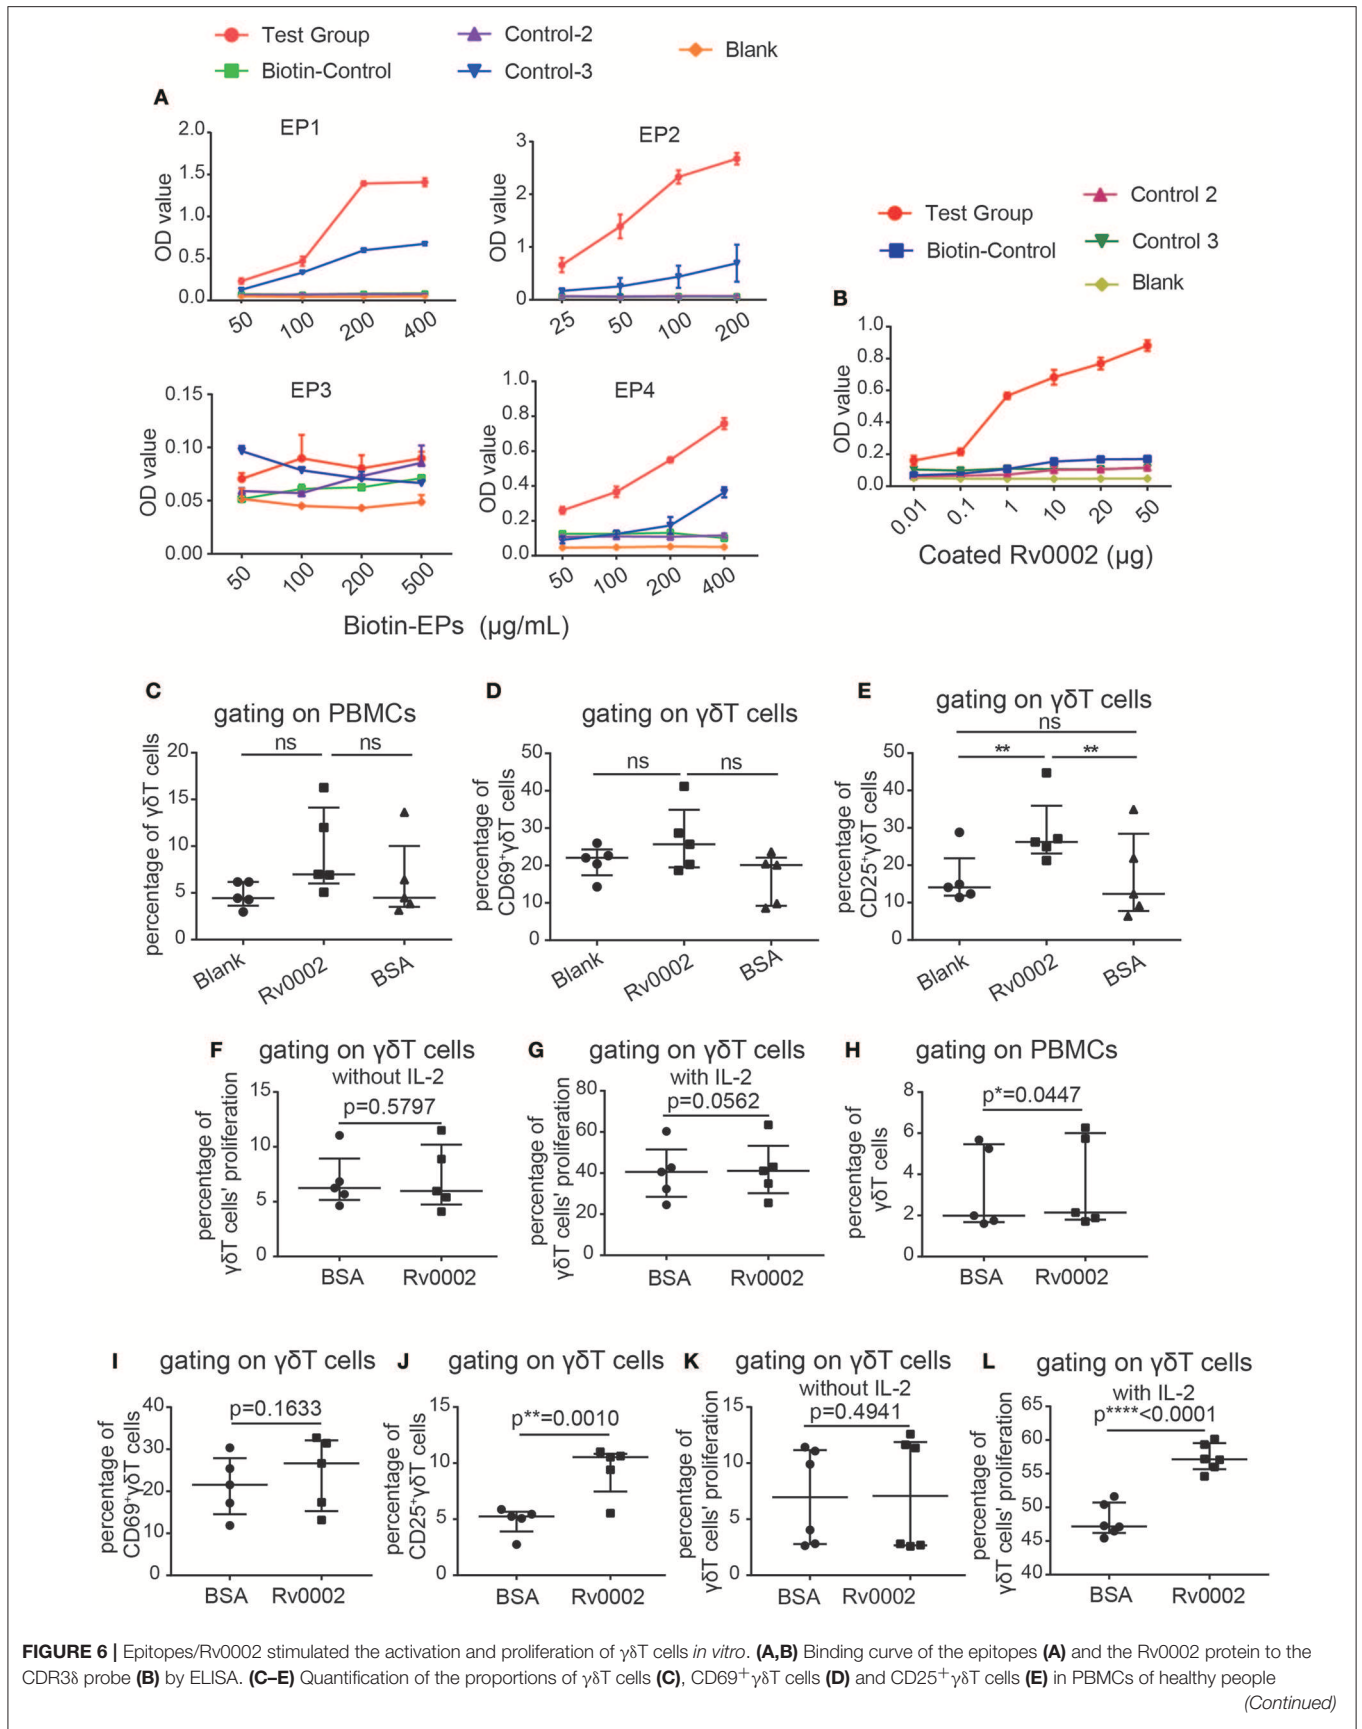 Test Group
Control-2
Blank
Biotin-Control
Control-3
A
EP1
OD value
2.0
1.5
1.0
0.5
0.0
50
100
200
400
EP2
OD value
3
2
1
0
25
50
100
200
EP3
OD value
0.15
0.10
0.05
0.00
50
100
200
500
EP4
OD value
1.0
0.8
0.6
0.4
0.2
0.0
50
100
200
400
Biotin-EPs (μg/mL)
Test Group
Control 2
Biotin-Control
Control 3
Blank
B
OD value
1.0
0.8
0.6
0.4
0.2
0.0
0.01
0.1
1
10
20
50
Coated Rv0002 (μg)
C
gating on PBMCs
percentage of γδT cells
20
15
10
5
0
ns
ns
Blank
Rv0002
BSA
D
gating on γδT cells
percentage of
CD69+γδT cells
50
40
30
20
10
0
ns
ns
Blank
Rv0002
BSA
E
gating on γδT cells
percentage of
CD25+γδT cells
50
40
30
20
10
0
ns
**
**
Blank
Rv0002
BSA
F
gating on γδT cells
without IL-2
p=0.5797
percentage of
γδT cells' proliferation
15
10
5
0
BSA
Rv0002
G
gating on γδT cells
with IL-2
p=0.0562
percentage of
γδT cells' proliferation
80
60
40
20
0
BSA
Rv0002
H
gating on PBMCs
p*=0.0447
percentage of
γδT cells
8
6
4
2
0
BSA
Rv0002
I
gating on γδT cells
p=0.1633
percentage of
CD69+γδT cells
40
30
20
10
0
BSA
Rv0002
J
gating on γδT cells
p**=0.0010
percentage of
CD25+γδT cells
15
10
5
0
BSA
Rv0002
K
gating on γδT cells
without IL-2
p=0.4941
percentage of
γδT cells' proliferation
15
10
5
0
BSA
Rv0002
L
gating on γδT cells
with IL-2
p****<0.0001
percentage of
γδT cells' proliferation
65
60
55
50
45
40
BSA
Rv0002
FIGURE 6 | Epitopes/Rv0002 stimulated the activation and proliferation of γδT cells in vitro. (A,B) Binding curve of the epitopes (A) and the Rv0002 protein to the
CDR3δ probe (B) by ELISA. (C–E) Quantification of the proportions of γδT cells (C), CD69+γδT cells (D) and CD25+γδT cells (E) in PBMCs of healthy people
(Continued)